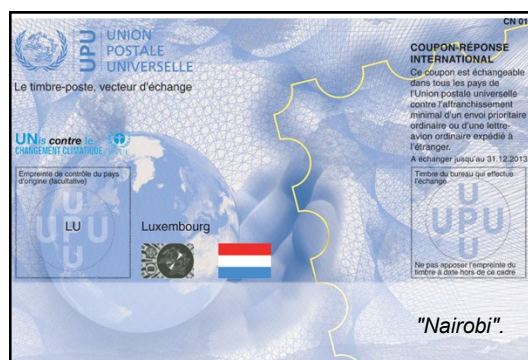 CN 01
UPU
UNION
POSTALE
UNIVERSELLE
Le timbre-poste, vecteur d'échange
COUPON-RÉPONSE
INTERNATIONAL
Ce coupon est échangeable
dans tous les pays de
l'Union postale universelle
contre l'affranchissement
minimal d'un envoi prioritaire
ordinaire ou d'une lettre-
avion ordinaire expédié à
l'étranger.
A échanger jusqu'au 31.12.2013
UNis contre le
CHANGEMENT CLIMATIQUE
Empreinte de contrôle du pays
d'origine (facultative)
UPU
LU
Luxembourg
Timbre du bureau qui effectue
l'échange
UPU
Ne pas apposer l'empreinte du
timbre à date hors de ce cadre
"Nairobi".